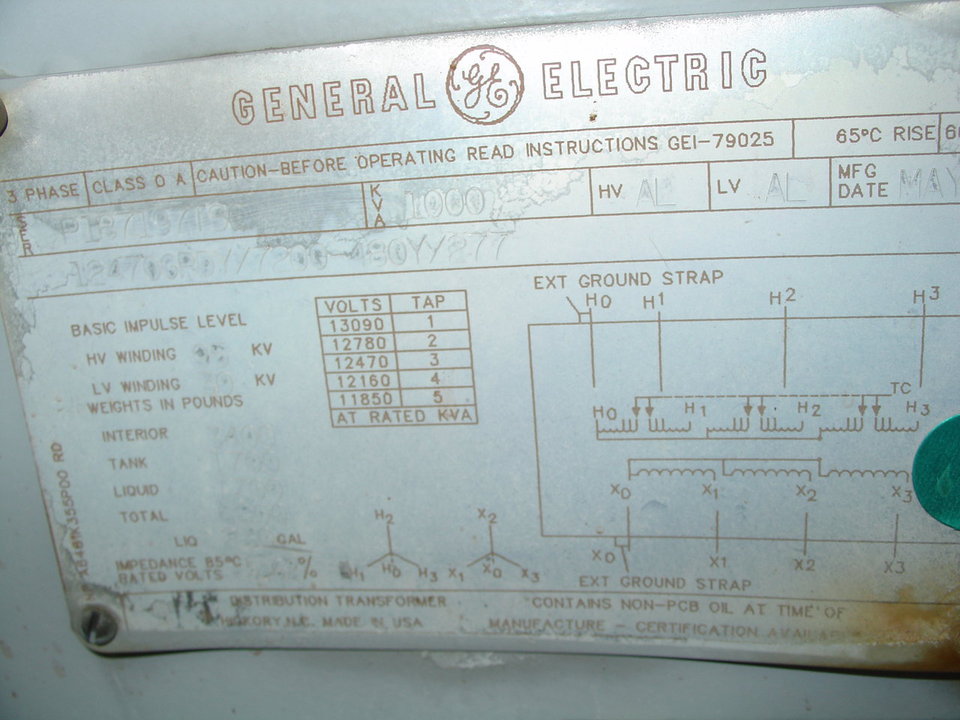 GENERAL GE ELECTRIC
3 PHASE CLASS O A CAUTION-BEFORE OPERATING READ INSTRUCTIONS GEI-79025 65°C RISE
SER KVA 1000 HV AL LV AL MFG DATE MAY
EXT GROUND STRAP
H0 H1 H2 H3
VOLTS TAP
13090 1
12780 2
12470 3
12160 4
11850 5
AT RATED KVA
BASIC IMPULSE LEVEL
HV WINDING KV
LV WINDING KV
WEIGHTS IN POUNDS
INTERIOR
TANK
LIQUID
TOTAL
LIQ GAL
IMPEDANCE 85°C
RATED VOLTS %
TC
H0 H1 H2 H3
X0 X1 X2 X3
H2
H1 H0 H3
X2
X1 X0 X3
X0 X1 X2 X3
EXT GROUND STRAP
DISTRIBUTION TRANSFORMER
HICKORY, N.C. MADE IN USA
CONTAINS NON-PCB OIL AT TIME OF
MANUFACTURE - CERTIFICATION